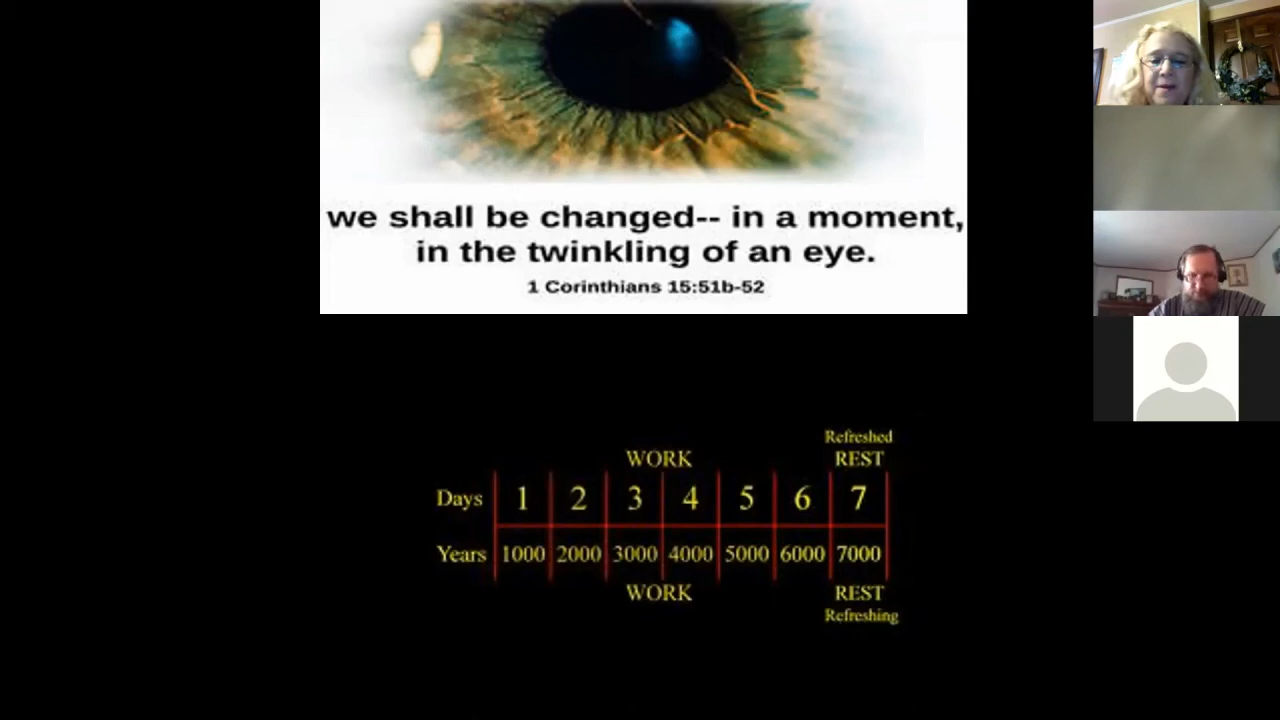 we shall be changed-- in a moment,
in the twinkling of an eye.
1 Corinthians 15:51b-52
Refreshed
WORK REST
Days 1 2 3 4 5 6 7
Years 1000 2000 3000 4000 5000 6000 7000
WORK REST
Refreshing